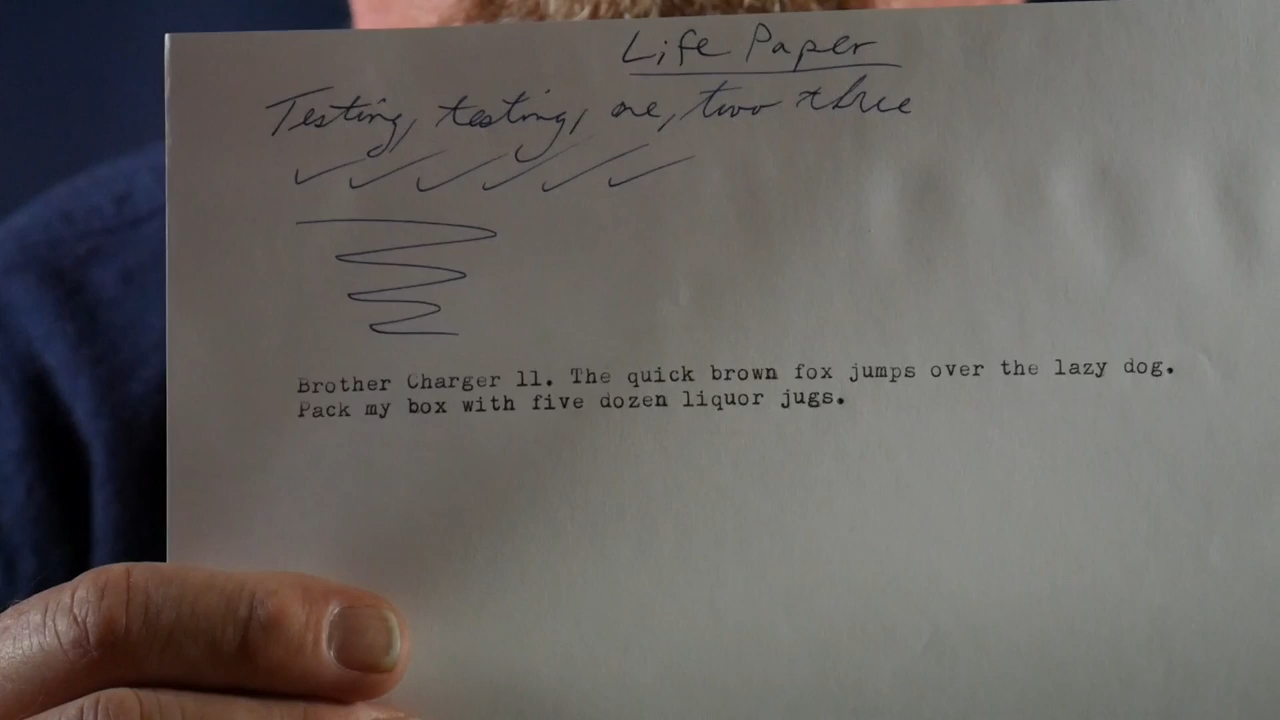 Life Paper
Testing, testing, one, two three
Brother Charger 11. The quick brown fox jumps over the lazy dog.
Pack my box with five dozen liquor jugs.